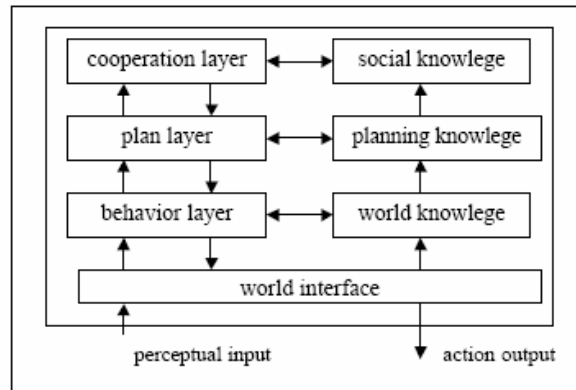 cooperation layer
social knowlege
plan layer
planning knowlege
behavior layer
world knowlege
world interface
perceptual input
action output